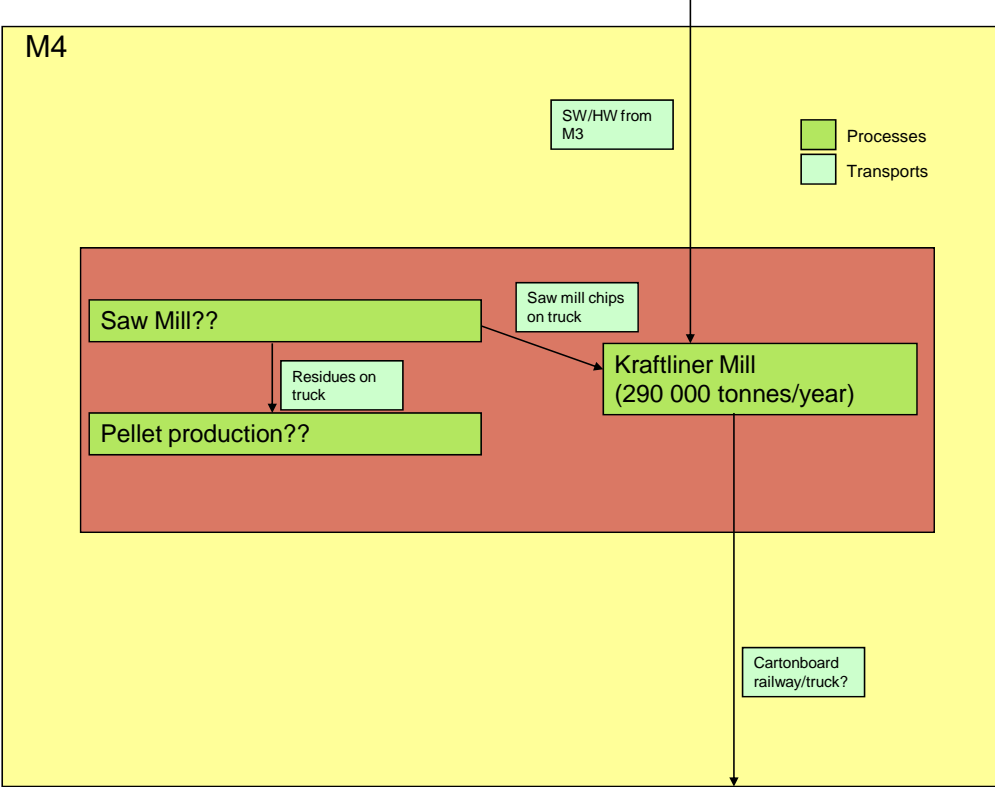 M4
SW/HW from
M3
Processes
Transports
Saw mill chips
on truck
Saw Mill??
Kraftliner Mill
(290 000 tonnes/year)
Residues on
truck
Pellet production??
Cartonboard
railway/truck?